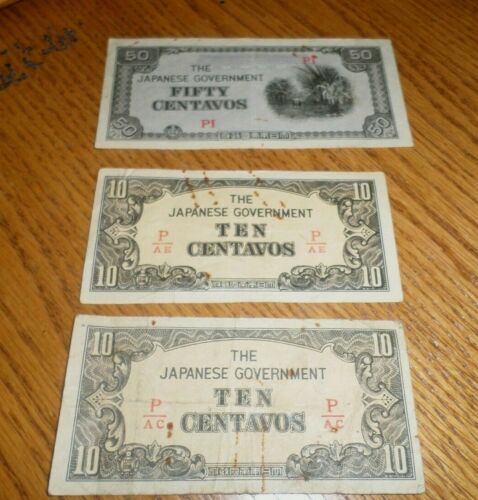 50 50
THE
JAPANESE GOVERNMENT
FIFTY
CENTAVOS
PI
PI
50 50
10 10
THE
JAPANESE GOVERNMENT
TEN
CENTAVOS
P/AE P/AE
10 10
10 10
THE
JAPANESE GOVERNMENT
TEN
CENTAVOS
P/AC P/AC
10 10